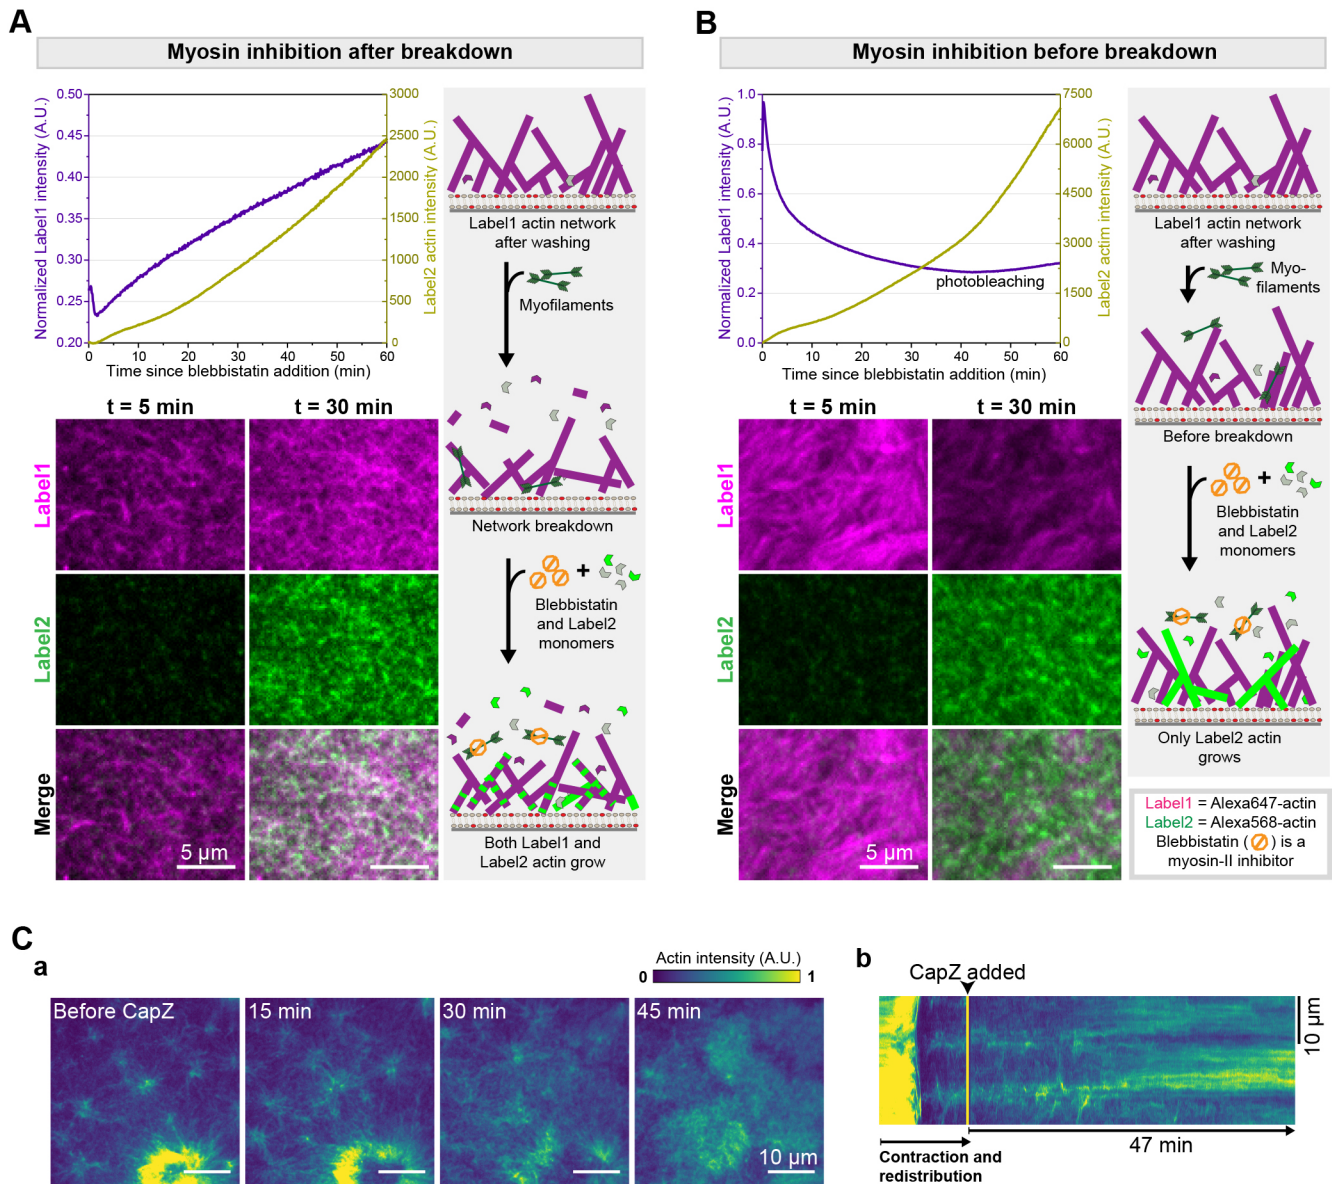 A
Myosin inhibition after breakdown
Normalized Label1 intensity (A.U.)
0.50
0.45
0.40
0.35
0.30
0.25
0.20
3000
2500
2000
1500
1000
500
0
Label2 actin intensity (A.U.)
0
10
20
30
40
50
60
Time since blebbistatin addition (min)
t = 5 min
t = 30 min
Label1
Label2
Merge
5 µm
Label1 actin network
after washing
Myofilaments
Network breakdown
+
Blebbistatin
and Label2
monomers
Both Label1 and
Label2 actin grow
B
Myosin inhibition before breakdown
Normalized Label1 intensity (A.U.)
1.0
0.8
0.6
0.4
0.2
0.0
7500
6000
4500
3000
1500
0
Label2 actim intensity (A.U.)
photobleaching
0
10
20
30
40
50
60
Time since blebbistatin addition (min)
t = 5 min
t = 30 min
Label1
Label2
Merge
5 µm
Label1 actin network
after washing
Myo-
filaments
Before breakdown
+
Blebbistatin
and Label2
monomers
Only Label2 actin
grows
Label1 = Alexa647-actin
Label2 = Alexa568-actin
Blebbistatin ( ) is a
myosin-II inhibitor
C
a
Actin intensity (A.U.)
0
1
Before CapZ
15 min
30 min
45 min
10 µm
b
CapZ added
10 µm
47 min
Contraction and
redistribution